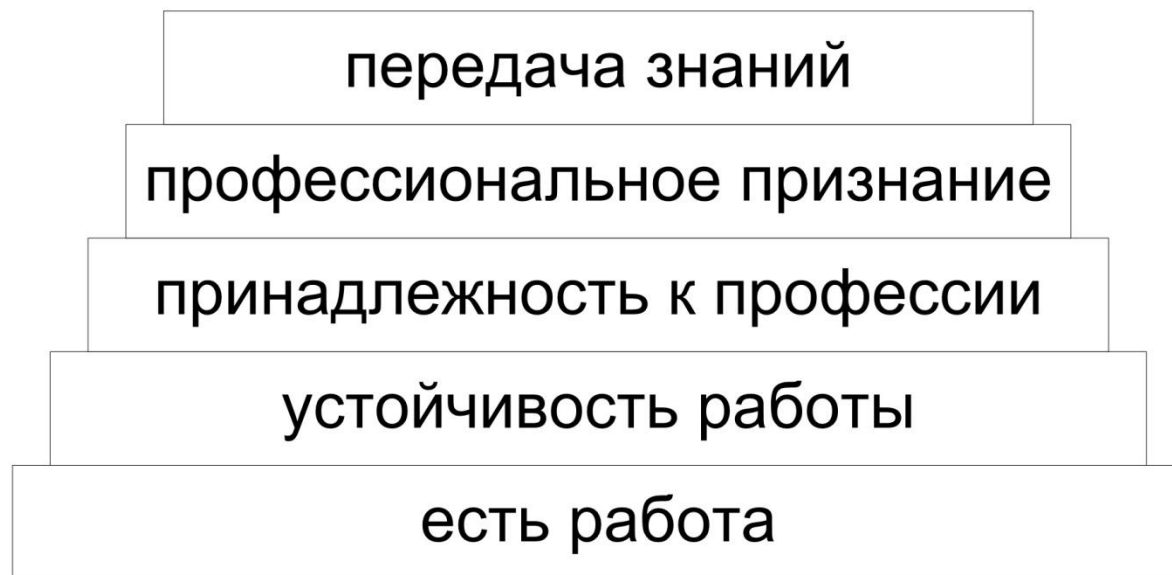 передача знаний
профессиональное признание
принадлежность к профессии
устойчивость работы
есть работа